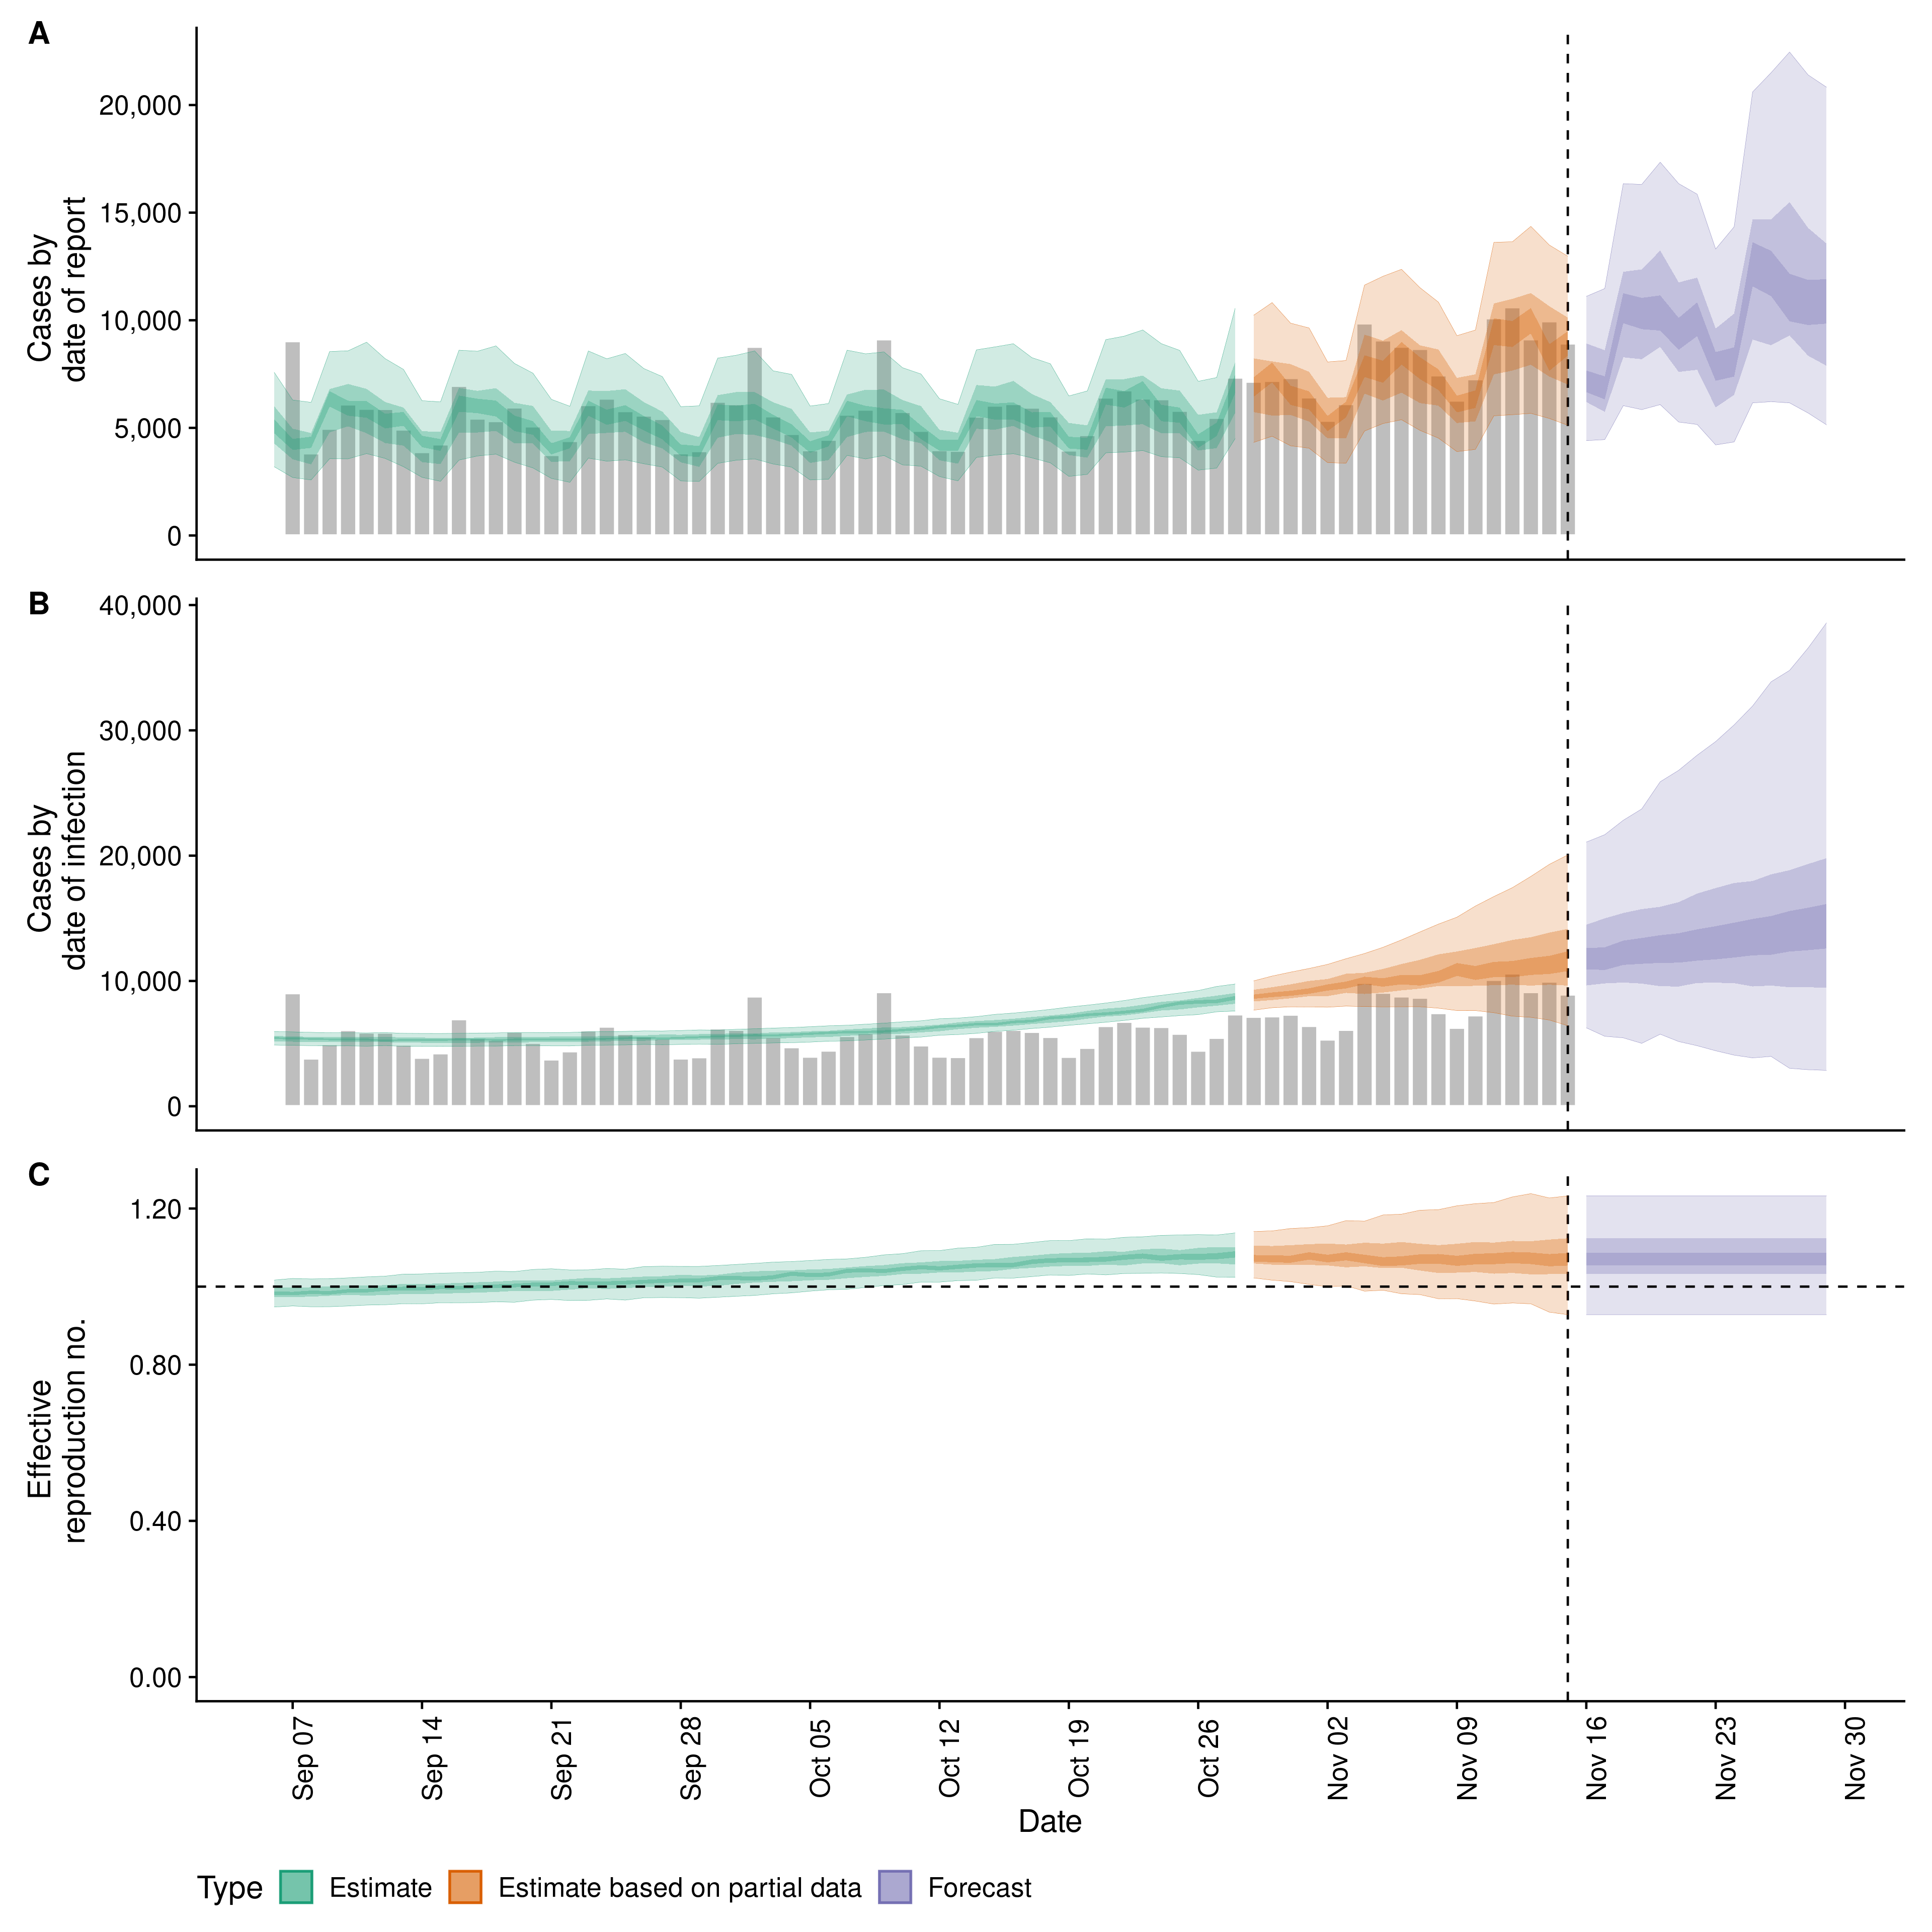 A
Cases by
date of report
20,000
15,000
10,000
5,000
0
B
Cases by
date of infection
40,000
30,000
20,000
10,000
0
C
Effective
reproduction no.
1.20
0.80
0.40
0.00
Sep 07
Sep 14
Sep 21
Sep 28
Oct 05
Oct 12
Oct 19
Oct 26
Nov 02
Nov 09
Nov 16
Nov 23
Nov 30
Date
Type Estimate Estimate based on partial data Forecast